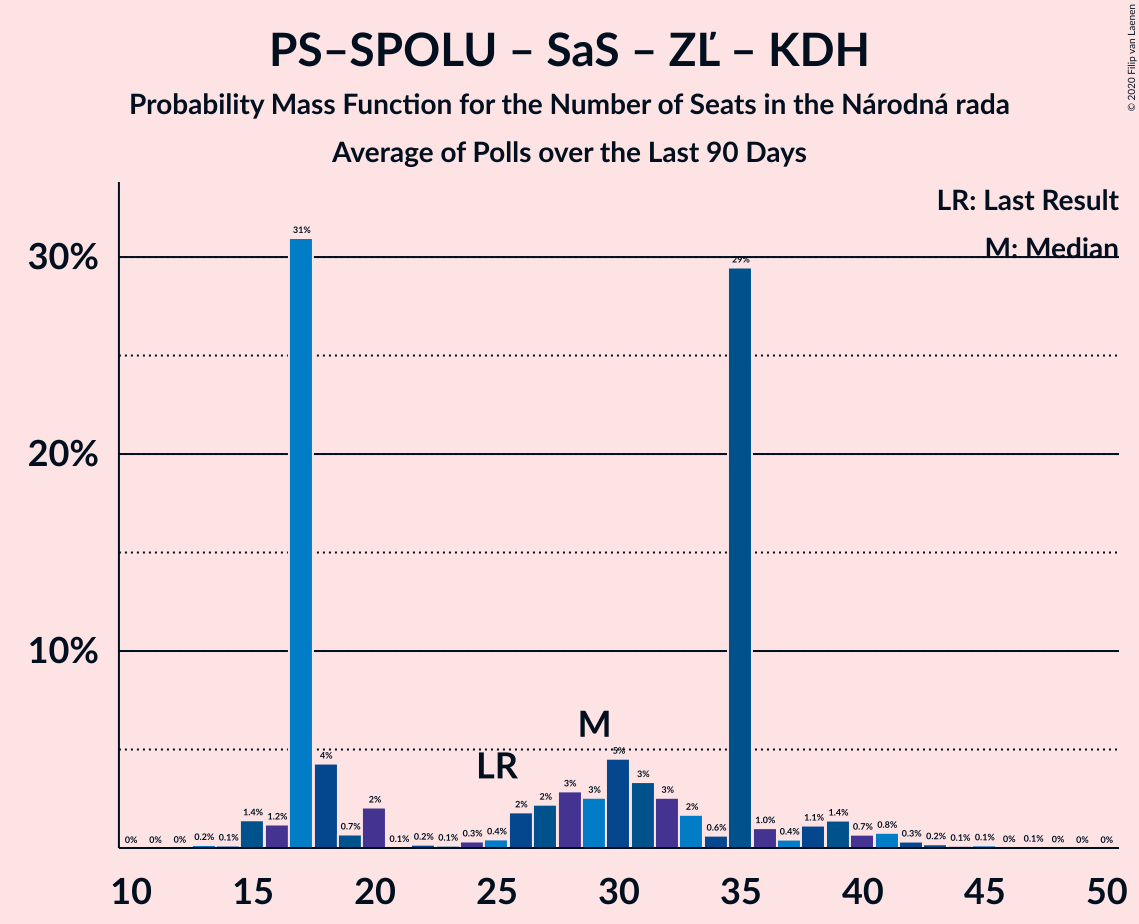 PS–SPOLU – SaS – ZĽ – KDH
Probability Mass Function for the Number of Seats in the Národná rada
Average of Polls over the Last 90 Days
© 2020 Filip van Laenen
LR: Last Result
M: Median
30%
20%
10%
0% 0% 0% 0.2% 0.1% 1.4% 1.2% 31% 4% 0.7% 2% 0.1% 0.2% 0.1% 0.3% 0.4% 2% 2% 3% 3% 5% 3% 3% 2% 0.6% 29% 1.0% 0.4% 1.1% 1.4% 0.7% 0.8% 0.3% 0.2% 0.1% 0.1% 0% 0.1% 0% 0% 0%
LR
M
10 15 20 25 30 35 40 45 50